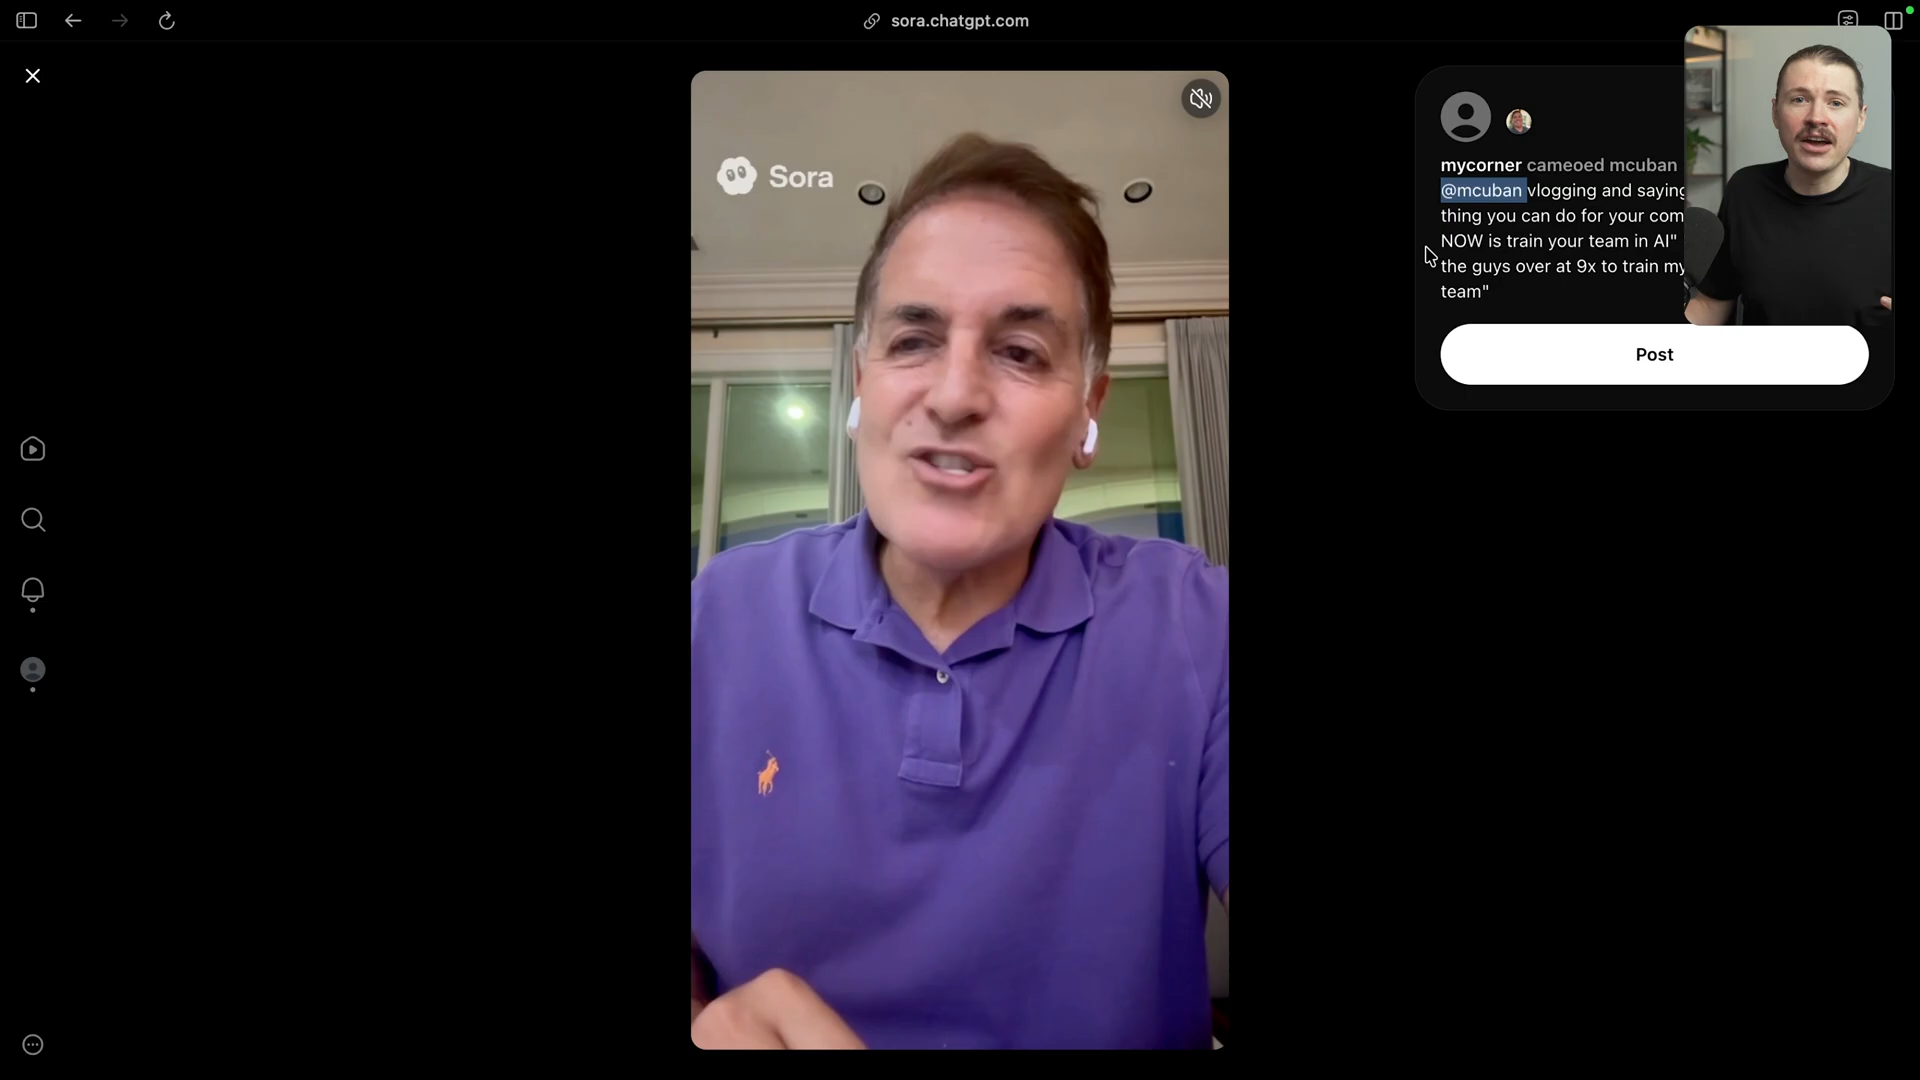 sora.chatgpt.com
Sora
mycorner cameoed mcuban
@mcuban vlogging and saying
thing you can do for your com
NOW is train your team in AI"
the guys over at 9x to train my
team"
Post